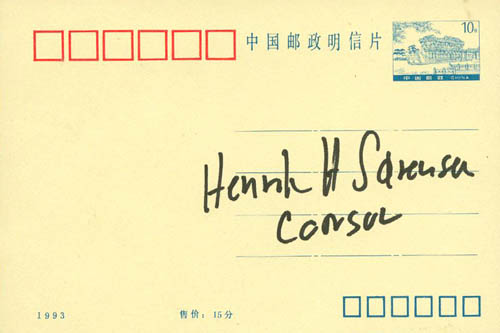 中国邮政明信片
10分
中国邮政 CHINA
Henrik H Sørensen
Consul
1993 售价：15分